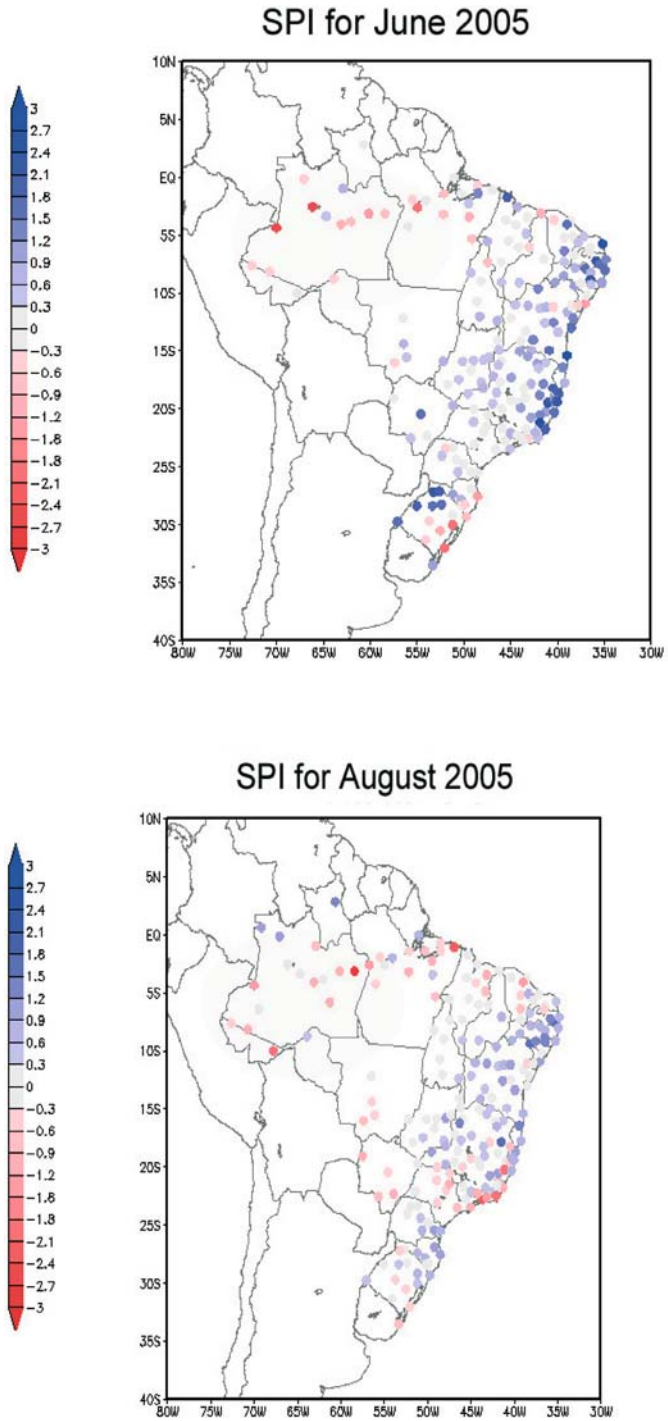 SPI for June 2005
10N
5N
EQ
5S
10S
15S
20S
25S
30S
35S
40S
80W 75W 70W 65W 60W 55W 50W 45W 40W 35W 30W
3
2.7
2.4
2.1
1.8
1.5
1.2
0.9
0.6
0.3
0
-0.3
-0.6
-0.9
-1.2
-1.8
-1.8
-2.1
-2.4
-2.7
-3
SPI for August 2005
10N
5N
EQ
5S
10S
15S
20S
25S
30S
35S
40S
80W 75W 70W 65W 60W 55W 50W 45W 40W 35W 30W
3
2.7
2.4
2.1
1.8
1.5
1.2
0.9
0.6
0.3
0
-0.3
-0.6
-0.9
-1.2
-1.8
-1.8
-2.1
-2.4
-2.7
-3